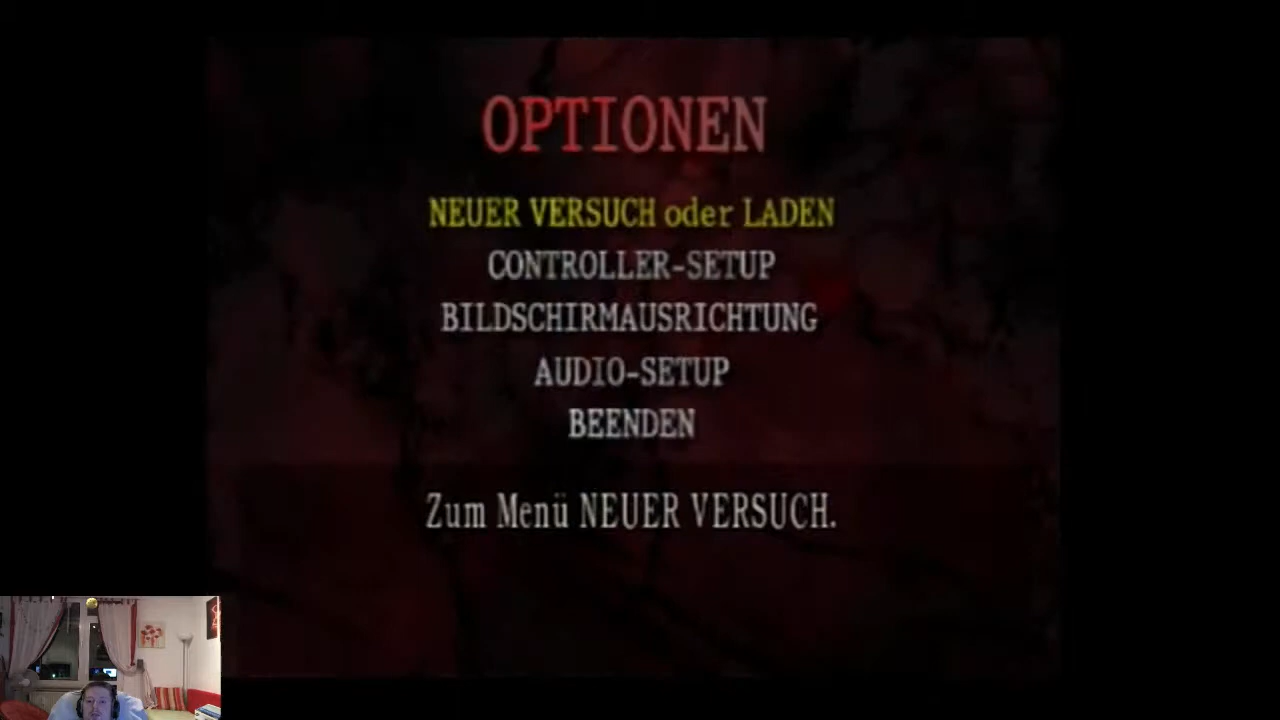 OPTIONEN
NEUER VERSUCH oder LADEN
CONTROLLER-SETUP
BILDSCHIRMAUSRICHTUNG
AUDIO-SETUP
BEENDEN
Zum Menü NEUER VERSUCH.